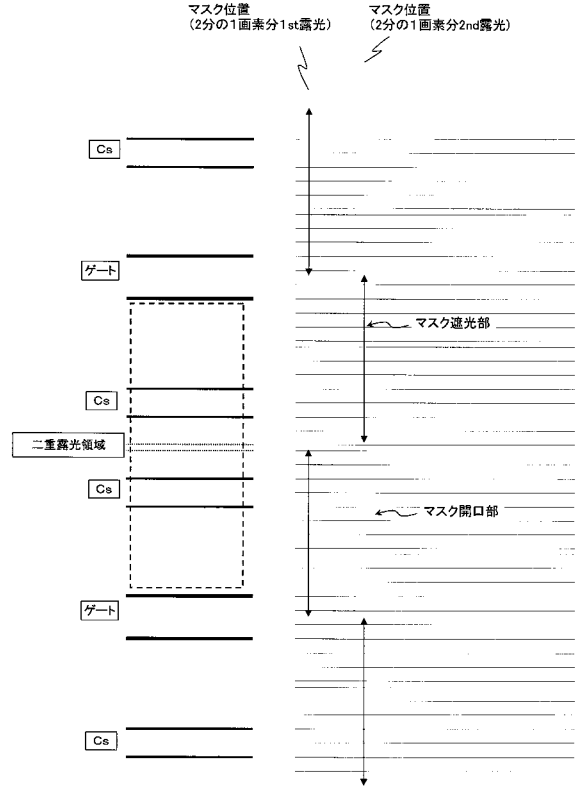 マスク位置
(2分の1画素分1st露光)
マスク位置
(2分の1画素分2nd露光)
Cs
ゲート
マスク遮光部
Cs
二重露光領域
Cs
マスク開口部
ゲート
Cs